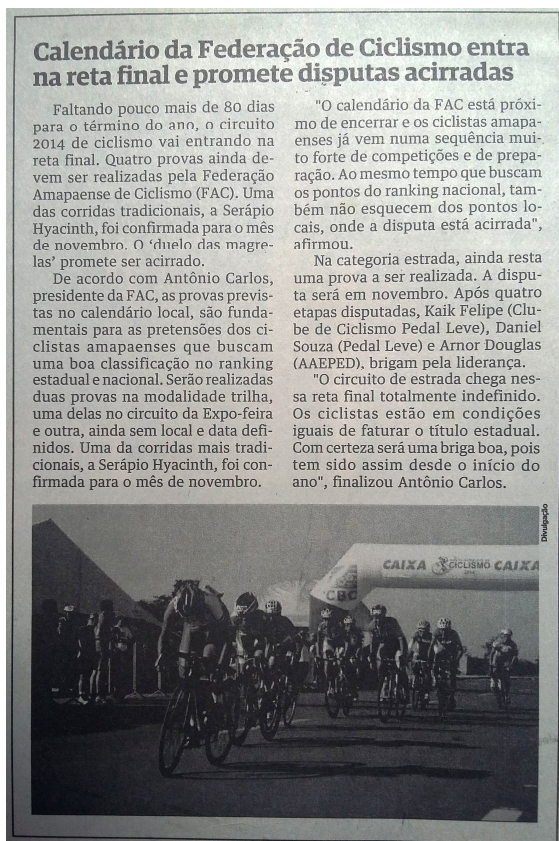 Calendário da Federação de Ciclismo entra
na reta final e promete disputas acirradas
Faltando pouco mais de 80 dias
para o término do ano, o circuito
2014 de ciclismo vai entrando na
reta final. Quatro provas ainda de-
vem ser realizadas pela Federação
Amapaense de Ciclismo (FAC). Uma
das corridas tradicionais, a Serápio
Hyacinth, foi confirmada para o mês
de novembro. O 'duelo das magre-
las' promete ser acirrado.
De acordo com Antônio Carlos,
presidente da FAC, as provas previs-
tas no calendário local, são funda-
mentais para as pretensões dos ci-
clistas amapaenses que buscam
uma boa classificação no ranking
estadual e nacional. Serão realizadas
duas provas na modalidade trilha,
uma delas no circuito da Expo-feira
e outra, ainda sem local e data defi-
nidos. Uma da corridas mais tradi-
cionais, a Serápio Hyacinth, foi con-
firmada para o mês de novembro.
"O calendário da FAC está próxi-
mo de encerrar e os ciclistas amapa-
enses já vem numa sequência mui-
to forte de competições e de prepa-
ração. Ao mesmo tempo que buscam
os pontos do ranking nacional, tam-
bém não esquecem dos pontos lo-
cais, onde a disputa está acirrada",
afirmou.
Na categoria estrada, ainda resta
uma prova a ser realizada. A dispu-
ta será em novembro. Após quatro
etapas disputadas, Kaik Felipe (Clu-
be de Ciclismo Pedal Leve), Daniel
Souza (Pedal Leve) e Arnor Douglas
(AAEPED), brigam pela liderança.
"O circuito de estrada chega nes-
sa reta final totalmente indefinido.
Os ciclistas estão em condições
iguais de faturar o título estadual.
Com certeza será uma briga boa, pois
tem sido assim desde o início do
ano", finalizou Antônio Carlos.
Divulgação
CAIXA CICLISMO CAIXA
CBC